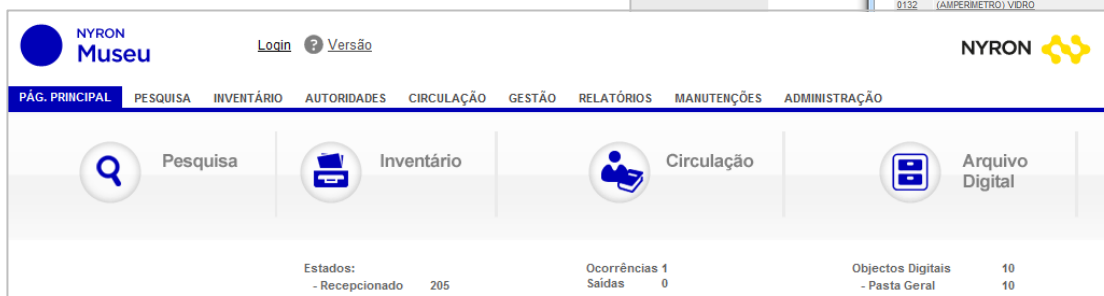 0132 (AMPERIMETRO) VIDRO
NYRON
Museu
Login ? Versão
NYRON
PÁG. PRINCIPAL PESQUISA INVENTÁRIO AUTORIDADES CIRCULAÇÃO GESTÃO RELATÓRIOS MANUTENÇÕES ADMINISTRAÇÃO
Pesquisa Inventário Circulação Arquivo
Digital
Estados: Ocorrências 1 Objectos Digitais 10
- Recepcionado 205 Saídas 0 - Pasta Geral 10